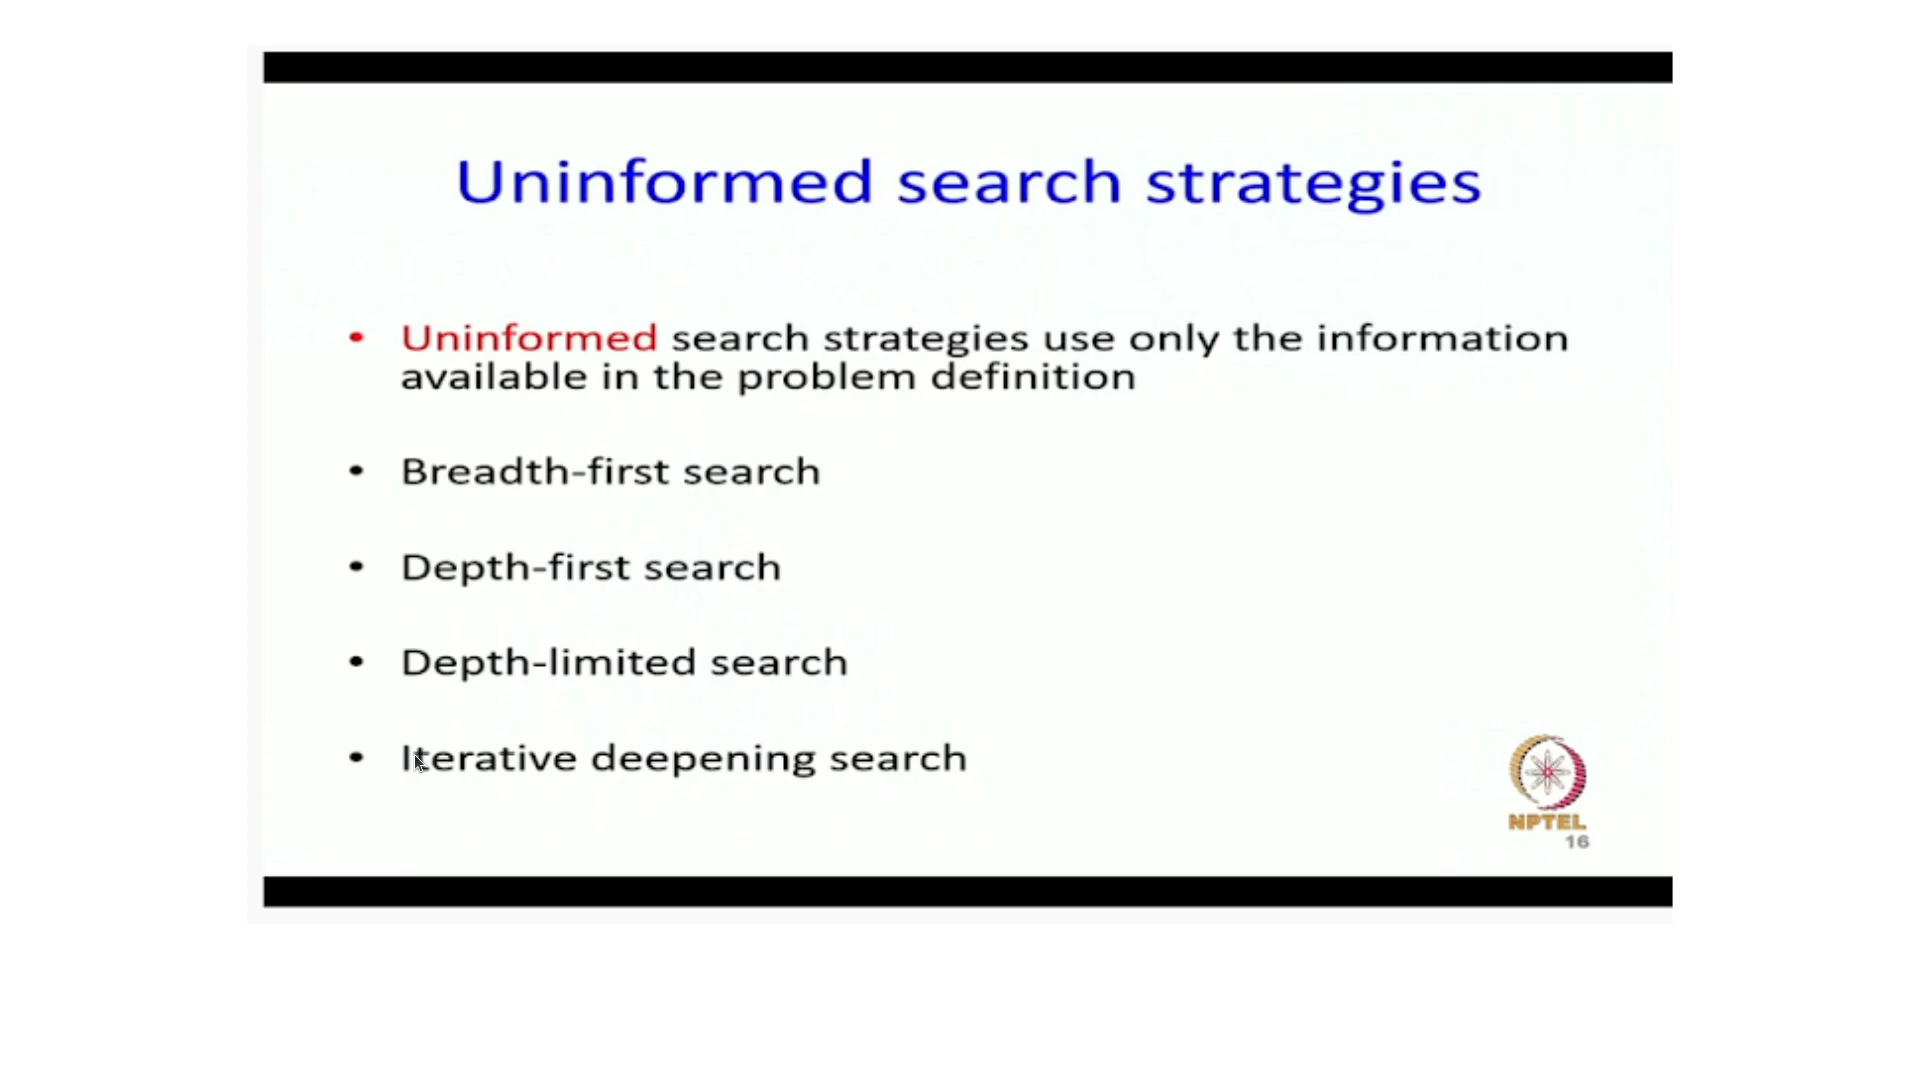 Uninformed search strategies
• Uninformed search strategies use only the information
available in the problem definition
• Breadth-first search
• Depth-first search
• Depth-limited search
• Iterative deepening search
NPTEL
16